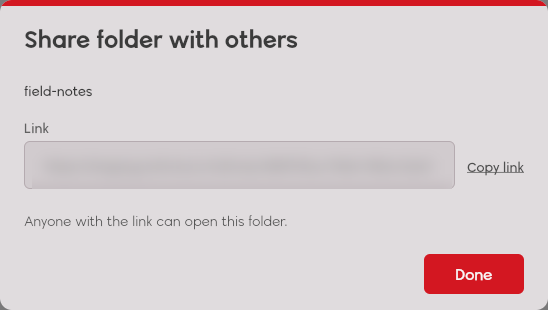 Share folder with others
field-notes
Link
Copy link
Anyone with the link can open this folder.
Done